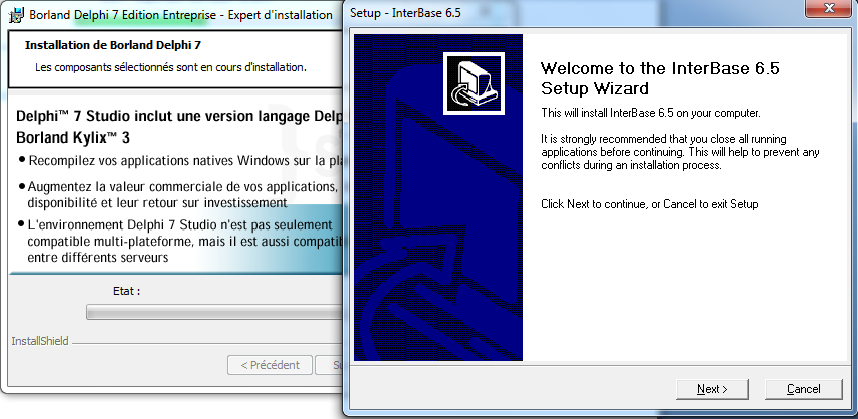 Borland Delphi 7 Edition Entreprise - Expert d'installation
Installation de Borland Delphi 7
Les composants sélectionnés sont en cours d'installation.
Delphi™ 7 Studio inclut une version langage Delp
Borland Kylix™ 3
• Recompilez vos applications natives Windows sur la pla
• Augmentez la valeur commerciale de vos applications,
disponibilité et leur retour sur investissement
• L'environnement Delphi 7 Studio n'est pas seulement
compatible multi-plateforme, mais il est aussi compatib
entre différents serveurs
Etat :
InstallShield
< Précédent
Su
Setup - InterBase 6.5
Welcome to the InterBase 6.5
Setup Wizard
This will install InterBase 6.5 on your computer.
It is strongly recommended that you close all running
applications before continuing. This will help to prevent any
conflicts during an installation process.
Click Next to continue, or Cancel to exit Setup
Next >
Cancel